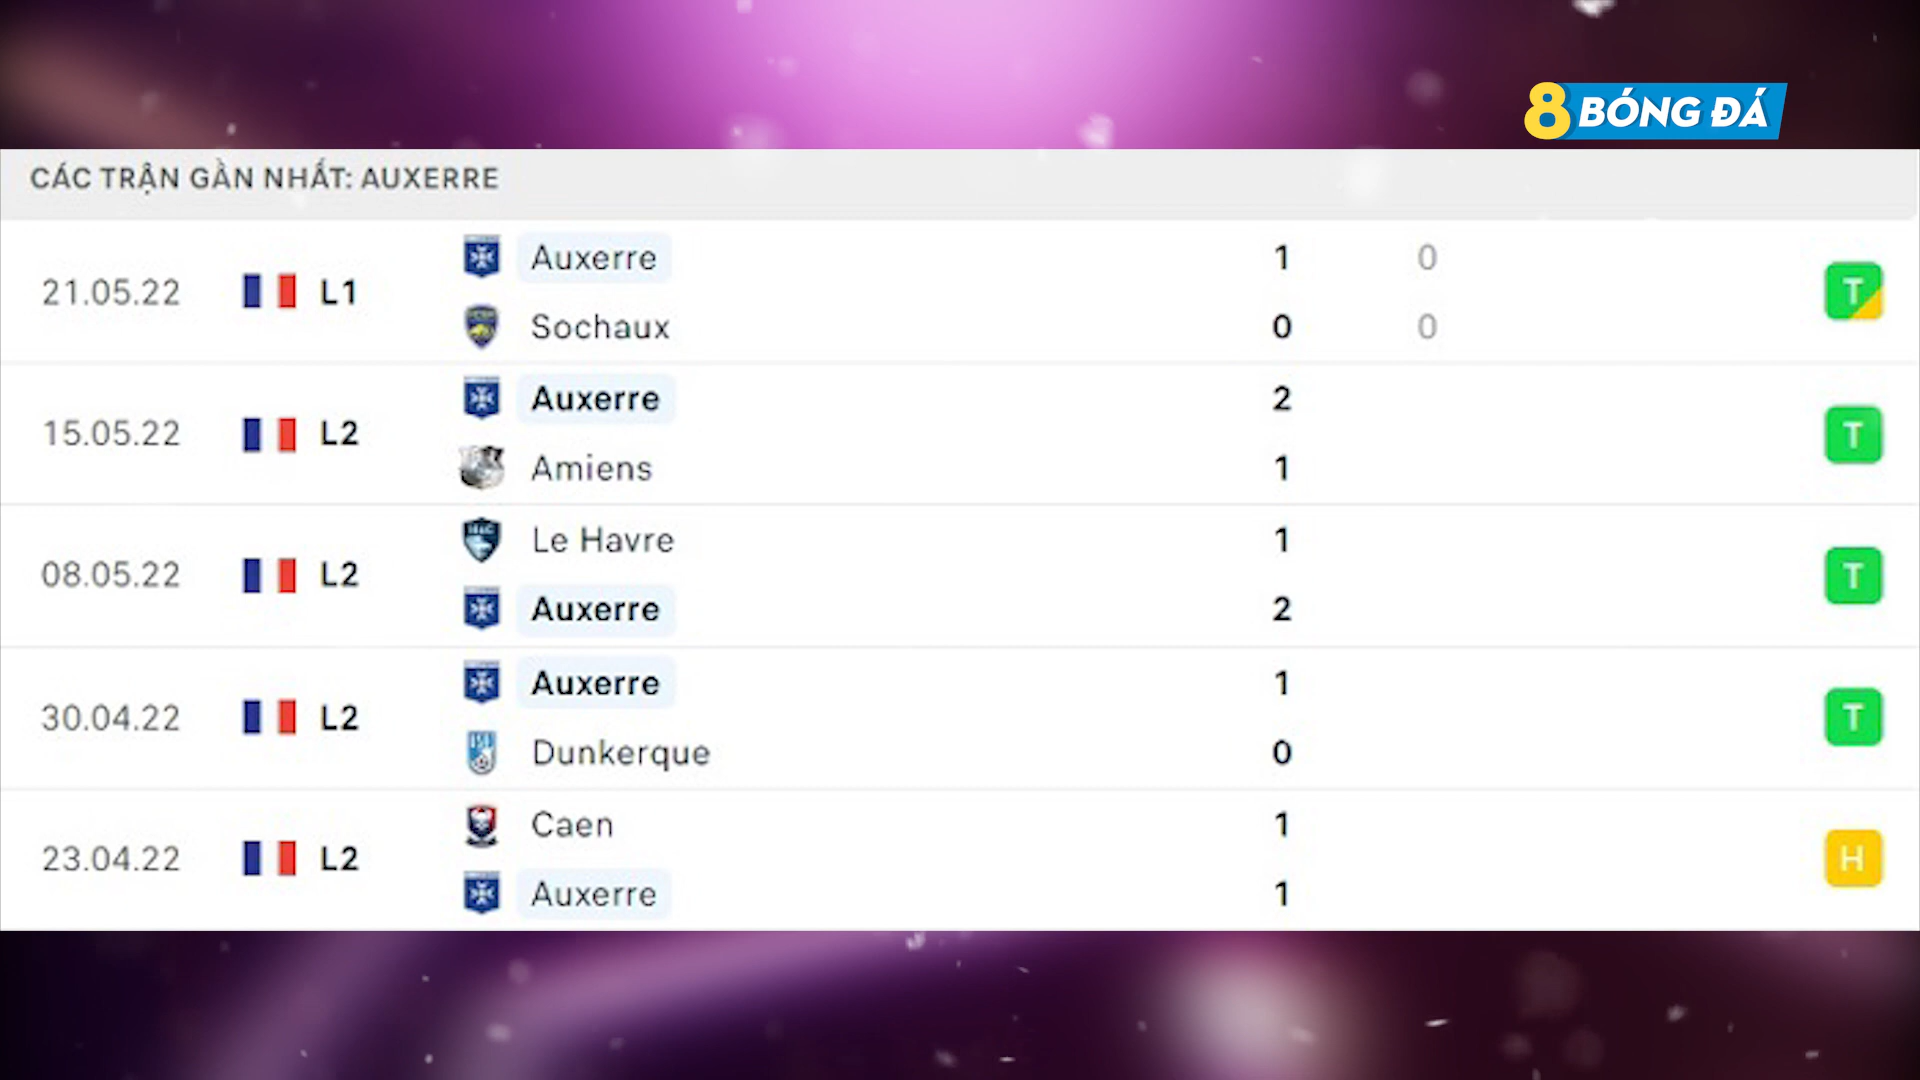 8 BÓNG ĐÁ
CÁC TRẬN GẦN NHẤT: AUXERRE
21.05.22 L1 Auxerre 1 0 T
Sochaux 0 0
15.05.22 L2 Auxerre 2 T
Amiens 1
08.05.22 L2 Le Havre 1 T
Auxerre 2
30.04.22 L2 Auxerre 1 T
Dunkerque 0
23.04.22 L2 Caen 1 H
Auxerre 1